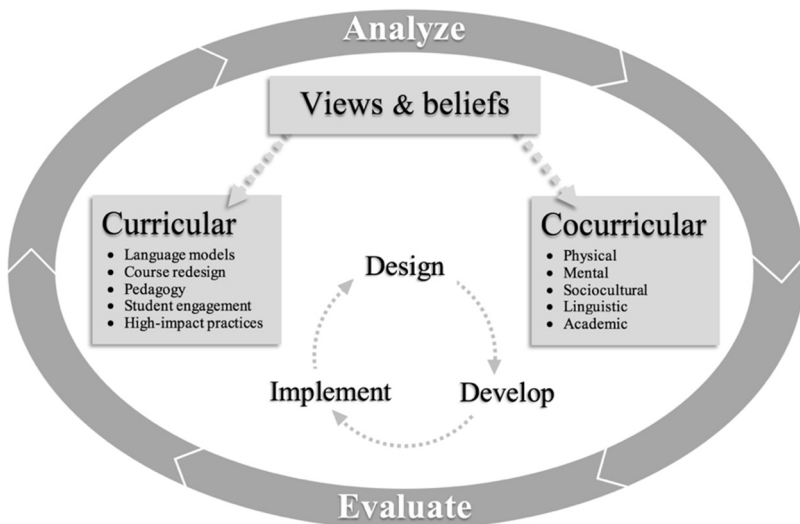 Analyze
Views & beliefs
Curricular
• Language models
• Course redesign
• Pedagogy
• Student engagement
• High-impact practices
Cocurricular
• Physical
• Mental
• Sociocultural
• Linguistic
• Academic
Design
Implement
Develop
Evaluate